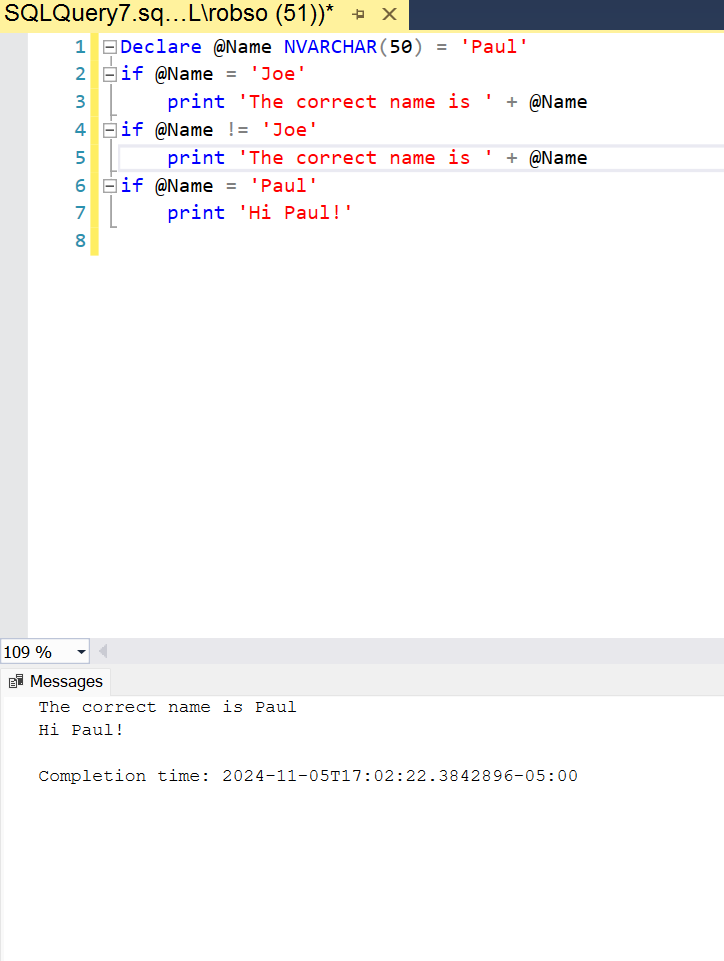 SQLQuery7.sq...L\robso (51))*
1 Declare @Name NVARCHAR(50) = 'Paul'
2 if @Name = 'Joe'
3     print 'The correct name is ' + @Name
4 if @Name != 'Joe'
5     print 'The correct name is ' + @Name
6 if @Name = 'Paul'
7     print 'Hi Paul!'
8
109 %
Messages
The correct name is Paul
Hi Paul!
Completion time: 2024-11-05T17:02:22.3842896-05:00